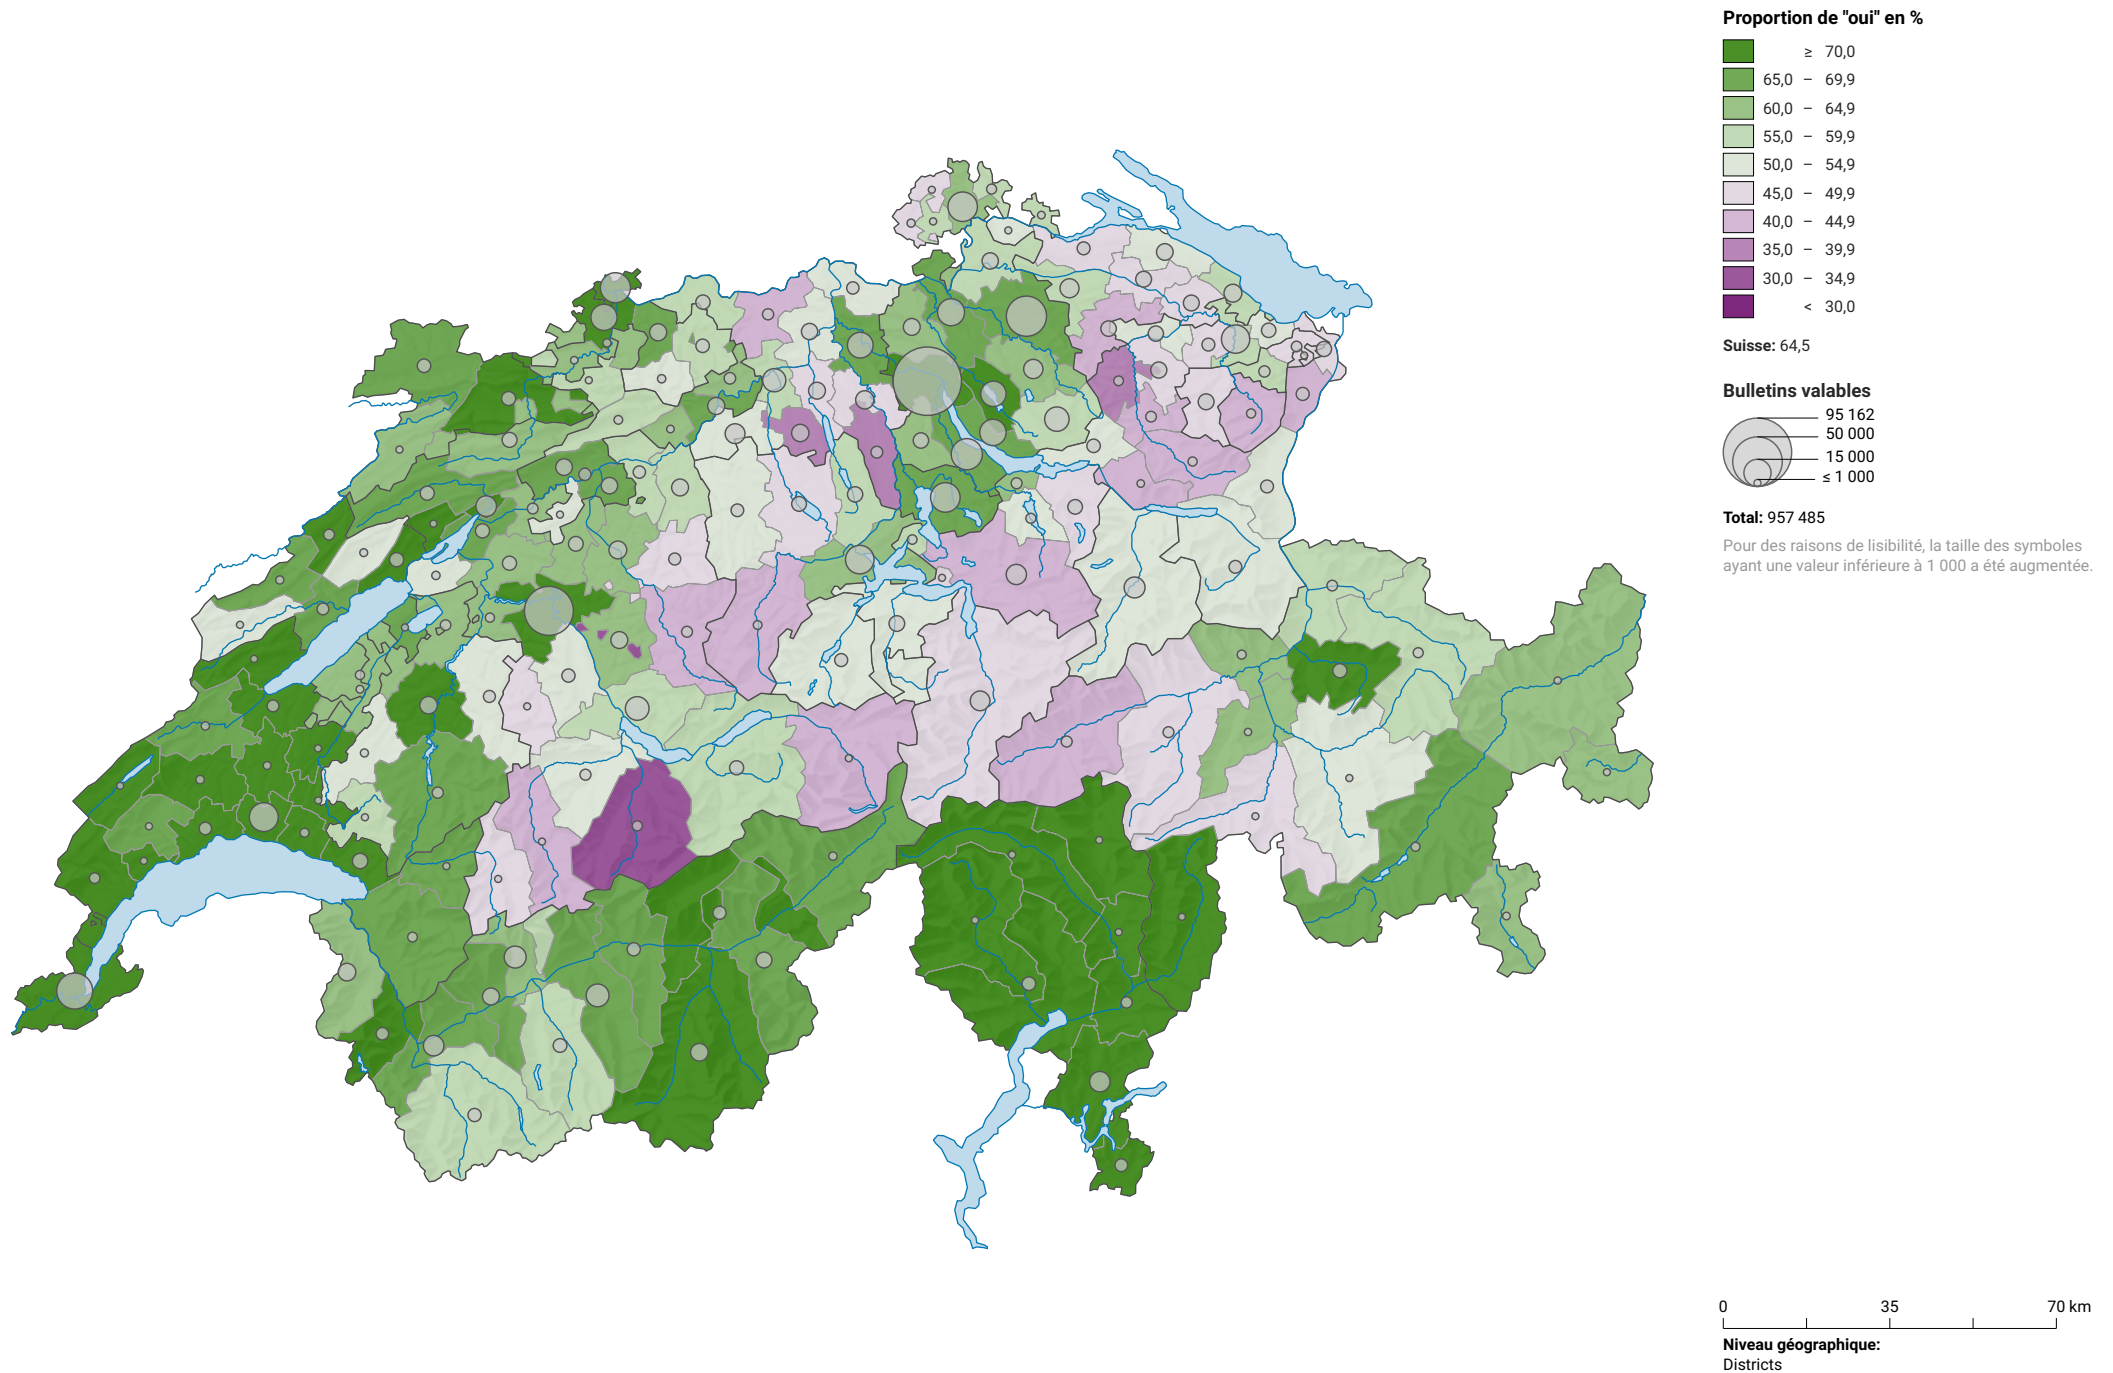 Proportion de "oui" en %
≥ 70,0
65,0 – 69,9
60,0 – 64,9
55,0 – 59,9
50,0 – 54,9
45,0 – 49,9
40,0 – 44,9
35,0 – 39,9
30,0 – 34,9
< 30,0
Suisse: 64,5
Bulletins valables
95 162
50 000
15 000
≤ 1 000
Total: 957 485
Pour des raisons de lisibilité, la taille des symboles
ayant une valeur inférieure à 1 000 a été augmentée.
0 35 70 km
Niveau géographique:
Districts